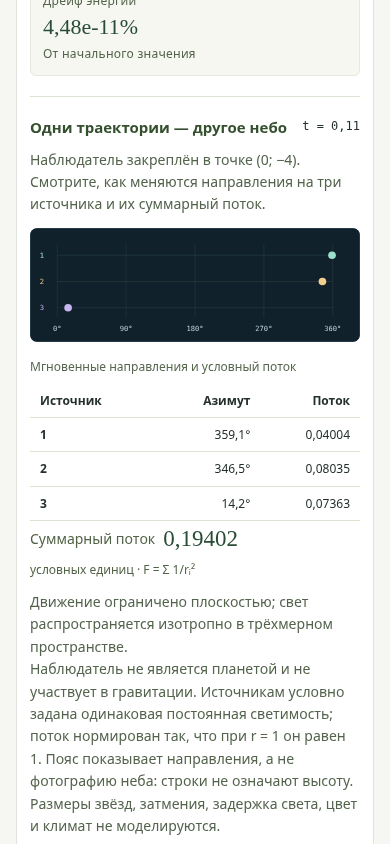 Дрейф энергии
4,48e-11%
От начального значения
Одни траектории — другое небо
t = 0,11
Наблюдатель закреплён в точке (0; −4).
Смотрите, как меняются направления на три
источника и их суммарный поток.
1
2
3
0° 90° 180° 270° 360°
Мгновенные направления и условный поток
Источник Азимут Поток
1 359,1° 0,04004
2 346,5° 0,08035
3 14,2° 0,07363
Суммарный поток 0,19402
условных единиц · F = Σ 1/rᵢ²
Движение ограничено плоскостью; свет
распространяется изотропно в трёхмерном
пространстве.
Наблюдатель не является планетой и не
участвует в гравитации. Источникам условно
задана одинаковая постоянная светимость;
поток нормирован так, что при r = 1 он равен
1. Пояс показывает направления, а не
фотографию неба: строки не означают высоту.
Размеры звёзд, затмения, задержка света, цвет
и климат не моделируются.